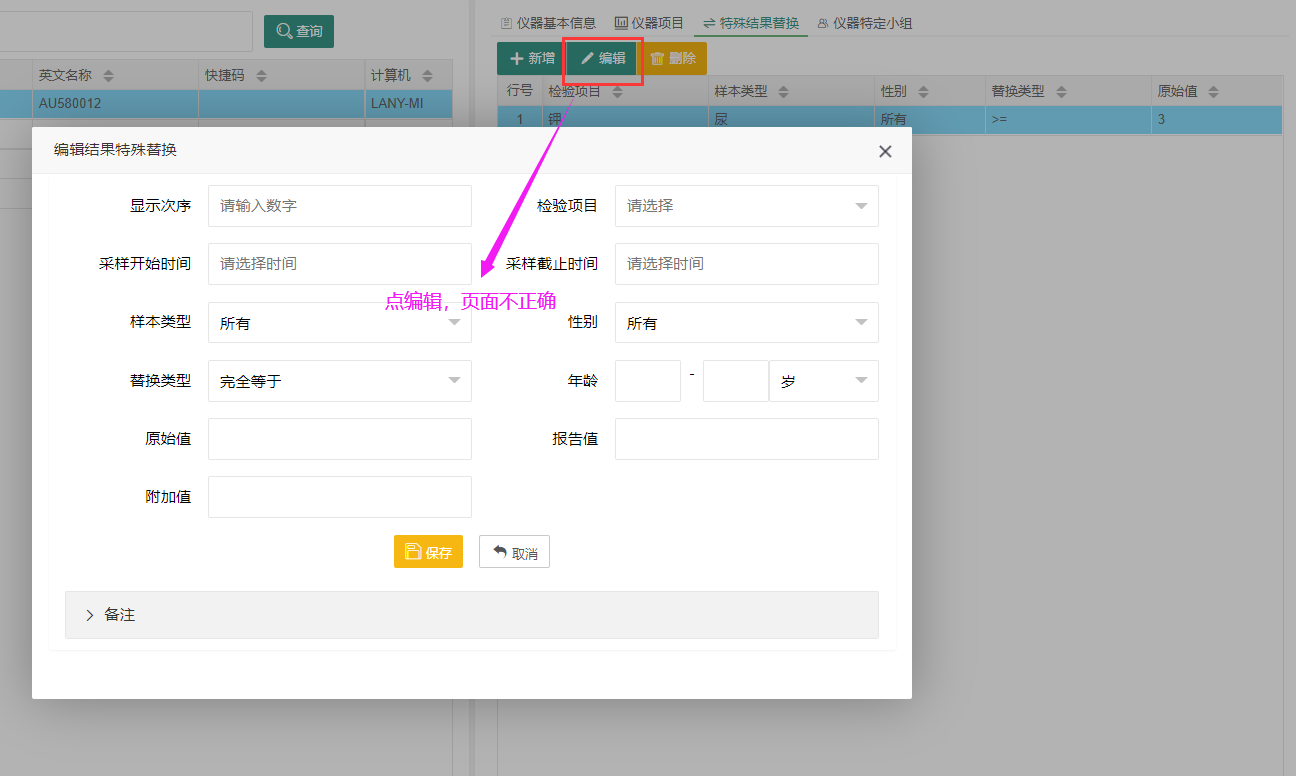 查询
仪器基本信息 仪器项目 特殊结果替换 仪器特定小组
新增 编辑 删除
英文名称 快捷码 计算机
行号 检验项目 样本类型 性别 替换类型 原始值
AU580012 LANY-MI
1 钾 尿 所有 >= 3
编辑结果特殊替换
显示次序 请输入数字 检验项目 请选择
采样开始时间 请选择时间 采样截止时间 请选择时间
点编辑，页面不正确
样本类型 所有 性别 所有
替换类型 完全等于 年龄 - 岁
原始值 报告值
附加值
保存 取消
备注